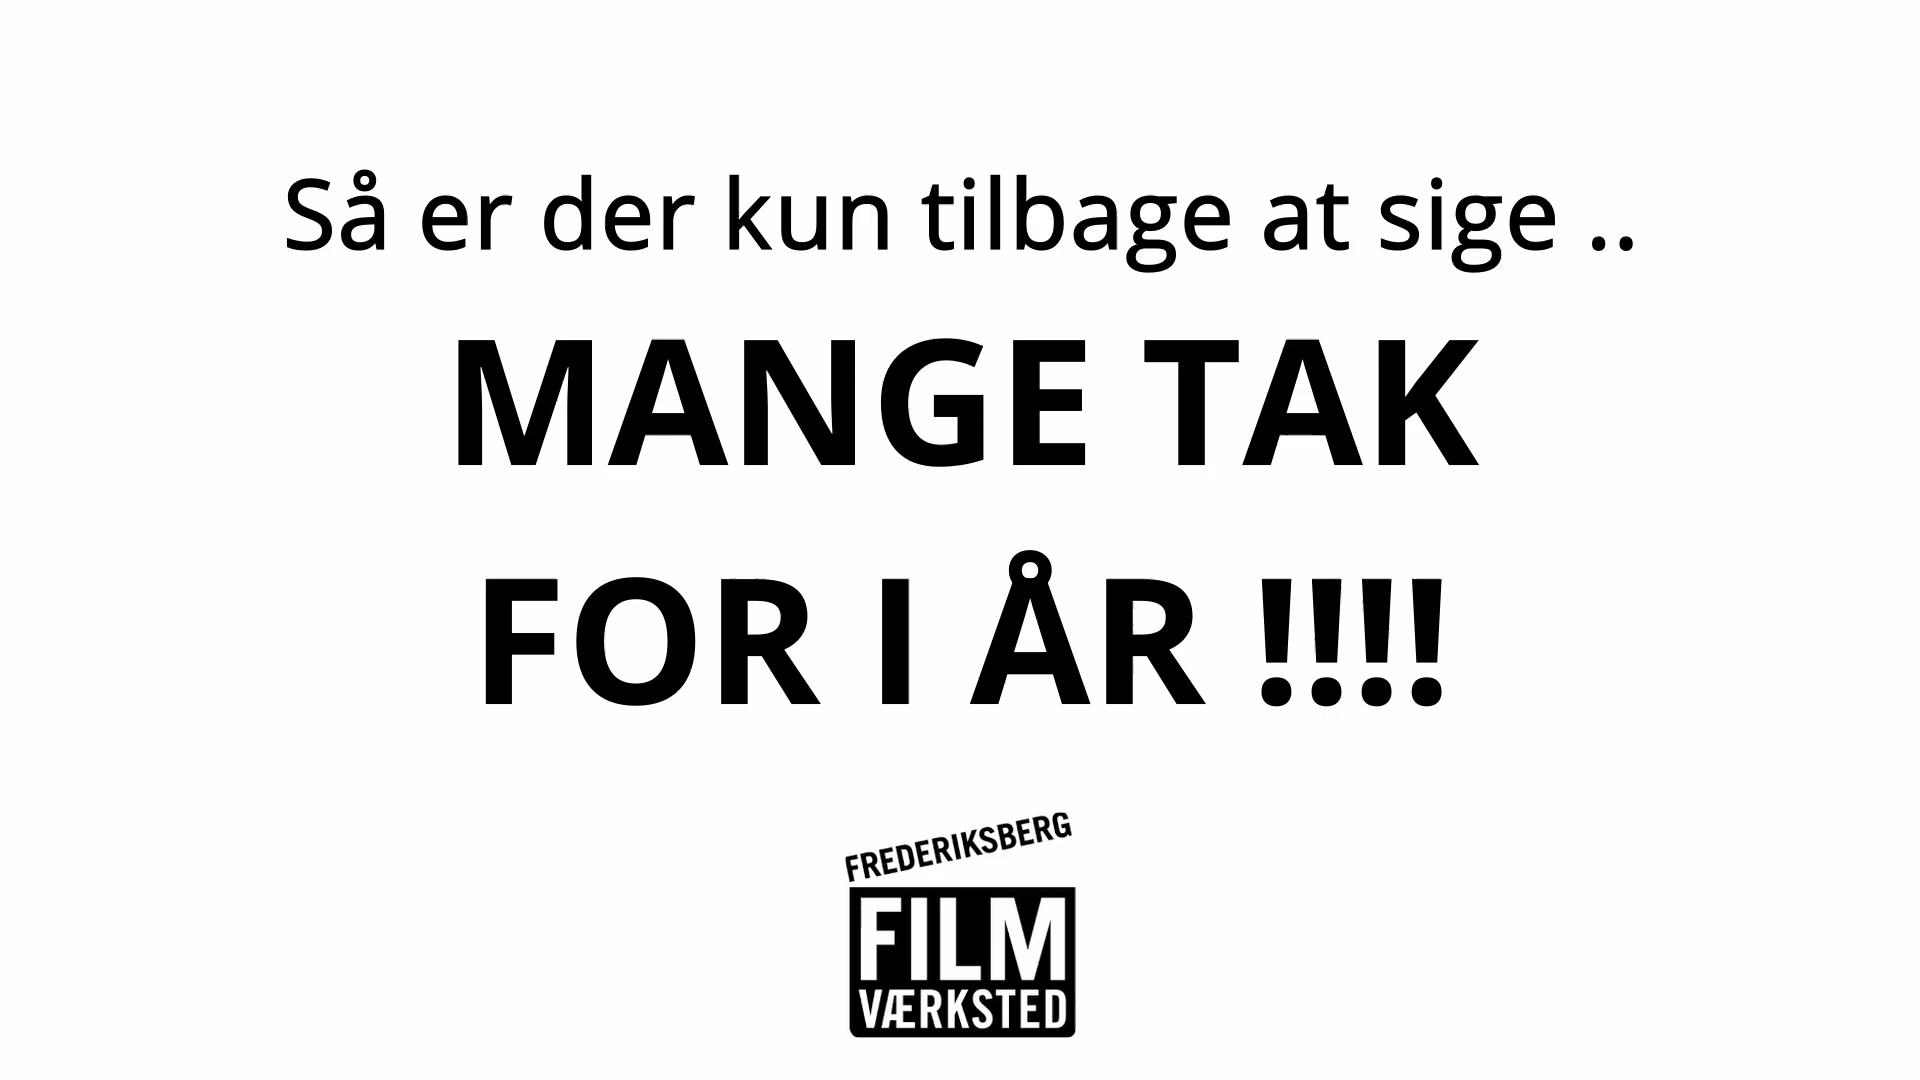 Så er der kun tilbage at sige ..
MANGE TAK
FOR I ÅR !!!!
FREDERIKSBERG
FILM
VÆRKSTED